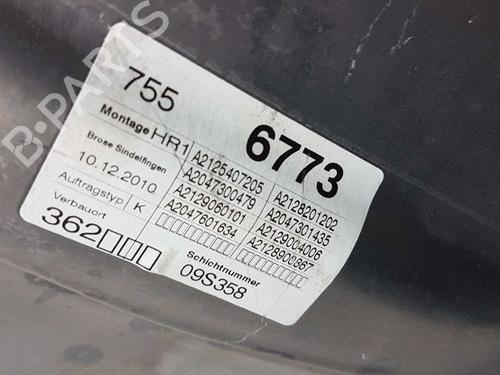 B-PARTS
755
6773
Montage HR1
Brose Sindelfingen
10.12.2010
Auftragstyp K
Verbauort
362
A2125407205 A2128201202
A2047300479 A2047301435
A2129060101 A2129004006
A2047601634 A2128900867
Schichtnummer
09S358